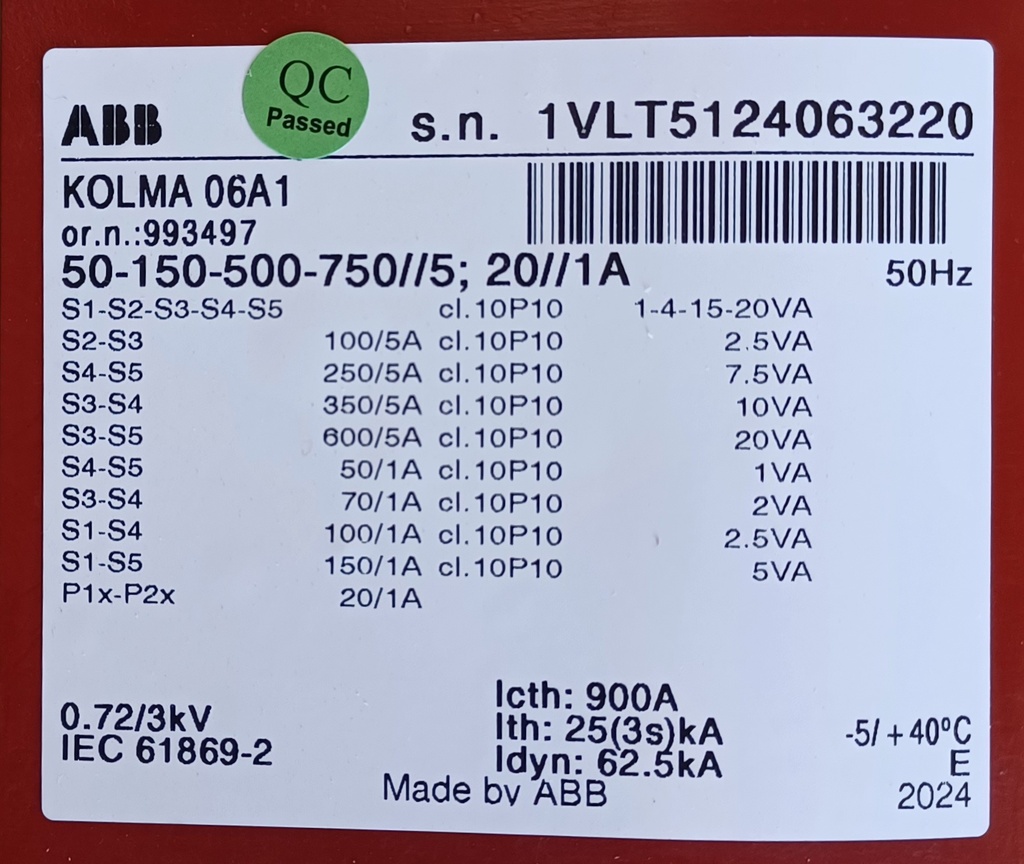 QC
Passed
ABB s.n. 1VLT5124063220
KOLMA 06A1
or.n.:993497
50-150-500-750//5; 20//1A 50Hz
S1-S2-S3-S4-S5 cl.10P10 1-4-15-20VA
S2-S3 100/5A cl.10P10 2.5VA
S4-S5 250/5A cl.10P10 7.5VA
S3-S4 350/5A cl.10P10 10VA
S3-S5 600/5A cl.10P10 20VA
S4-S5 50/1A cl.10P10 1VA
S3-S4 70/1A cl.10P10 2VA
S1-S4 100/1A cl.10P10 2.5VA
S1-S5 150/1A cl.10P10 5VA
P1x-P2x 20/1A
Icth: 900A
0.72/3kV Ith: 25(3s)kA -5/ +40°C
IEC 61869-2 Idyn: 62.5kA E
Made by ABB 2024